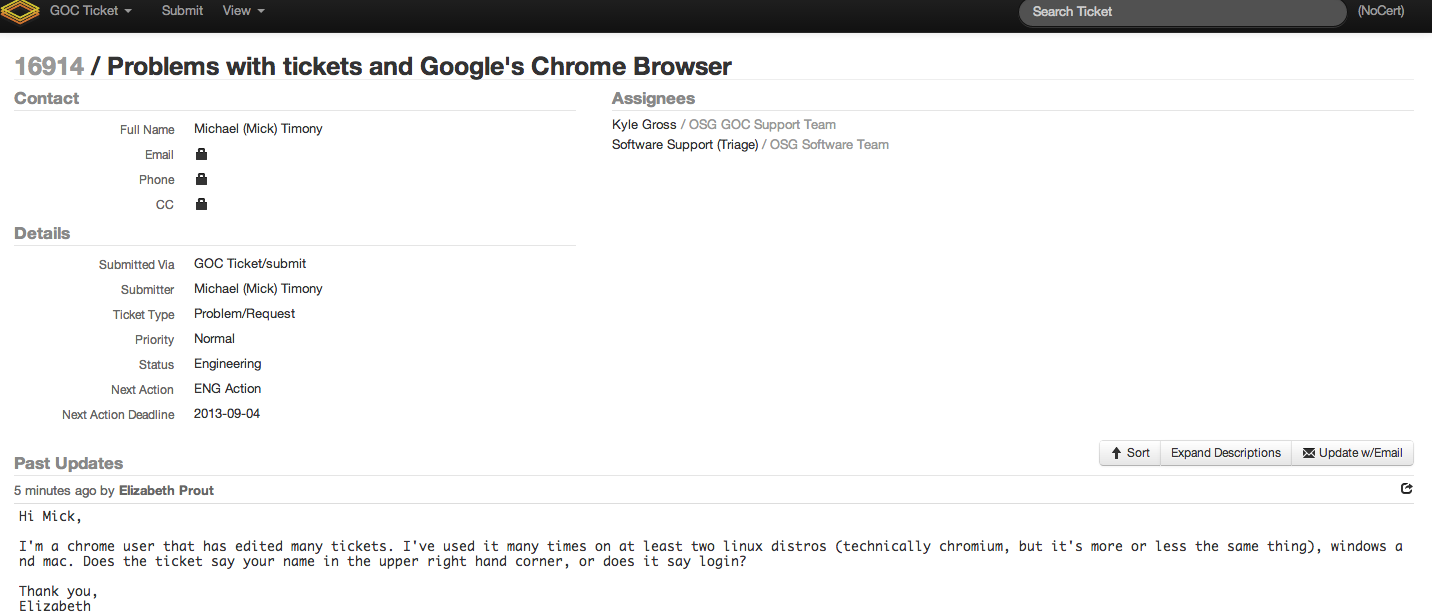 GOC Ticket Submit View Search Ticket (NoCert)
16914 / Problems with tickets and Google's Chrome Browser
Contact
Full Name Michael (Mick) Timony
Email
Phone
CC
Assignees
Kyle Gross / OSG GOC Support Team
Software Support (Triage) / OSG Software Team
Details
Submitted Via GOC Ticket/submit
Submitter Michael (Mick) Timony
Ticket Type Problem/Request
Priority Normal
Status Engineering
Next Action ENG Action
Next Action Deadline 2013-09-04
Sort Expand Descriptions Update w/Email
Past Updates
5 minutes ago by Elizabeth Prout
Hi Mick,
I'm a chrome user that has edited many tickets. I've used it many times on at least two linux distros (technically chromium, but it's more or less the same thing), windows a
nd mac. Does the ticket say your name in the upper right hand corner, or does it say login?
Thank you,
Elizabeth